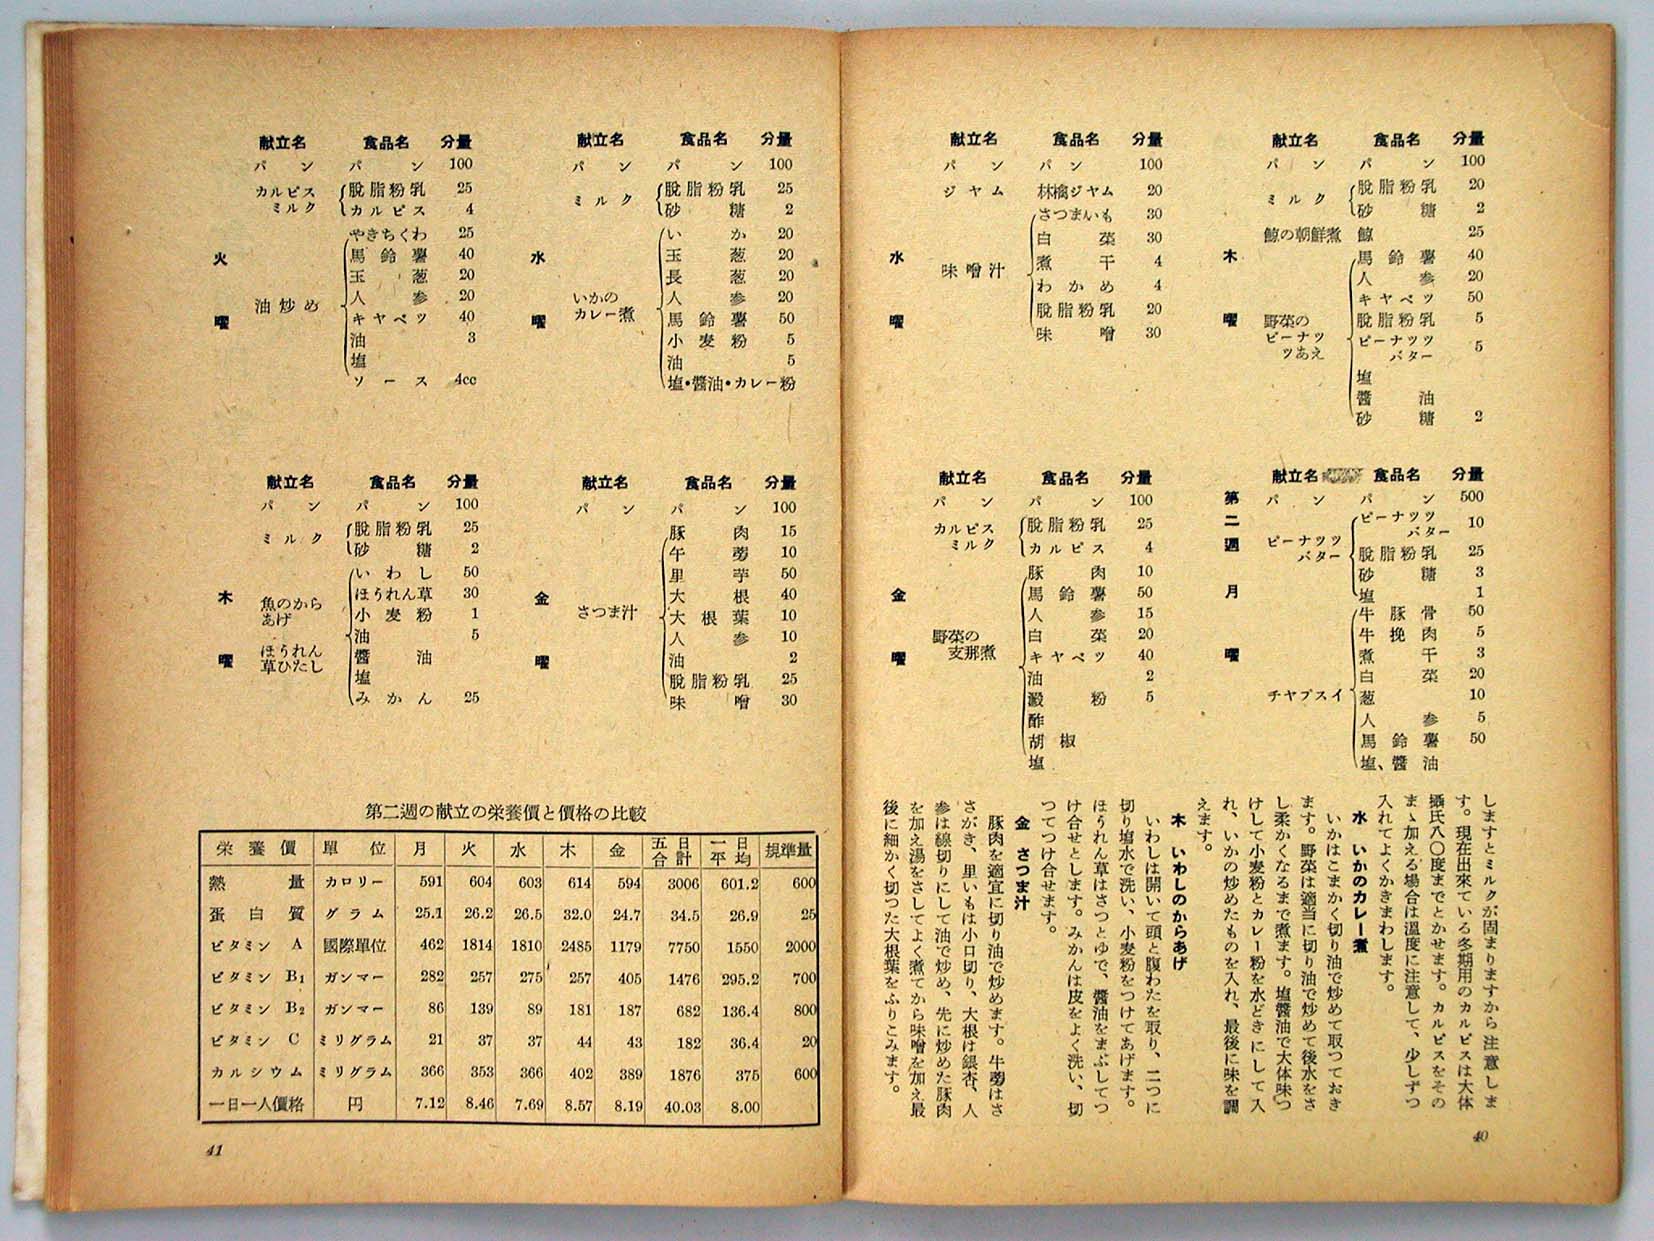 献立名　食品名　分量
木曜
パン　パン　100
ミルク　脱脂粉乳　20
砂糖　2
鯨の朝鮮煮　鯨　25
野菜のピーナツツあえ　馬鈴薯　40
人参　20
キヤベツ　50
脱脂粉乳　5
ピーナツツバター　5
塩
醬油
砂糖　2
献立名　食品名　分量
水曜
パン　パン　100
ジヤム　林檎ジヤム　20
味噌汁　さつまいも　30
白菜　30
煮干　4
わかめ　4
脱脂粉乳　20
味噌　30
献立名　食品名　分量
第二週　月曜
パン　パン　500
ピーナツツバター　ピーナツツバター　10
脱脂粉乳　25
砂糖　3
塩　1
チヤプスイ　牛豚骨　50
牛挽肉　5
煮干　3
白菜　20
葱　10
人参　5
馬鈴薯　50
塩、醬油
献立名　食品名　分量
金曜
パン　パン　100
カルピスミルク　脱脂粉乳　25
カルピス　4
野菜の支那煮　豚肉　10
馬鈴薯　50
人参　15
白菜　20
キヤベツ　40
油　2
澱粉　5
酢
胡椒
塩
しますとミルクが固まりますから注意しま
す。現在出來ている冬期用のカルピスは大体
攝氏八〇度までとかせます。カルピスをその
まゝ加える場合は溫度に注意して、少しずつ
入れてよくかきまわします。
水　いかのカレー煮
いかはこまかく切り油で炒めて取つておき
ます。野菜は適当に切り油で炒めて後水をさ
し柔かくなるまで煮ます。塩醬油で大体味つ
けして小麦粉とカレー粉を水どきにして入
れ、いかの炒めたものを入れ、最後に味を調
えます。
木　いわしのからあげ
いわしは開いて頭と腹わたを取り、二つに
切り塩水で洗い、小麦粉をつけてあげます。
ほうれん草はさつとゆで、醬油をまぶしてつ
け合せとします。みかんは皮をよく洗い、切
つてつけ合せます。
金　さつま汁
豚肉を適宜に切り油で炒めます。牛蒡はさ
さがき、里いもは小口切り、大根は銀杏、人
参は線切りにして油で炒め、先に炒めた豚肉
を加え湯をさしてよく煮てから味噌を加え最
後に細かく切つた大根葉をふりこみます。
40
献立名　食品名　分量
水曜
パン　パン　100
ミルク　脱脂粉乳　25
砂糖　2
いかのカレー煮　いか　20
玉葱　20
長葱　20
人参　20
馬鈴薯　50
小麦粉　5
油　5
塩・醬油・カレー粉
献立名　食品名　分量
火曜
パン　パン　100
カルピスミルク　脱脂粉乳　25
カルピス　4
油炒め　やきちくわ　25
馬鈴薯　40
玉葱　20
人参　20
キヤベツ　40
油　3
塩
ソース　4cc
献立名　食品名　分量
金曜
パン　パン　100
さつま汁　豚肉　15
牛蒡　10
里芋　50
大根　40
大根葉　10
人参　10
油　2
脱脂粉乳　25
味噌　30
献立名　食品名　分量
木曜
パン　パン　100
ミルク　脱脂粉乳　25
砂糖　2
魚のからあげ　いわし　50
ほうれん草ひたし　ほうれん草　30
小麦粉　1
油　5
醬油
塩
みかん　25
第二週の献立の栄養價と價格の比較
栄養價　單位　月　火　水　木　金　五日合計　一日平均　規準量
熱量　カロリー　591　604　603　614　594　3006　601.2　600
蛋白質　グラム　25.1　26.2　26.5　32.0　24.7　34.5　26.9　25
ビタミン A　國際單位　462　1814　1810　2485　1179　7750　1550　2000
ビタミン B₁　ガンマー　282　257　275　257　405　1476　295.2　700
ビタミン B₂　ガンマー　86　139　89　181　187　682　136.4　800
ビタミン C　ミリグラム　21　37　37　44　43　182　36.4　20
カルシウム　ミリグラム　366　353　366　402　389　1876　375　600
一日一人價格　円　7.12　8.46　7.69　8.57　8.19　40.03　8.00
41